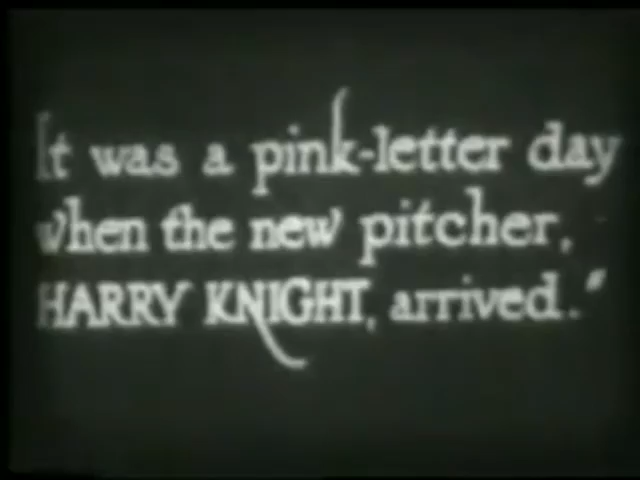 It was a pink-letter day
when the new pitcher,
HARRY KNIGHT, arrived."